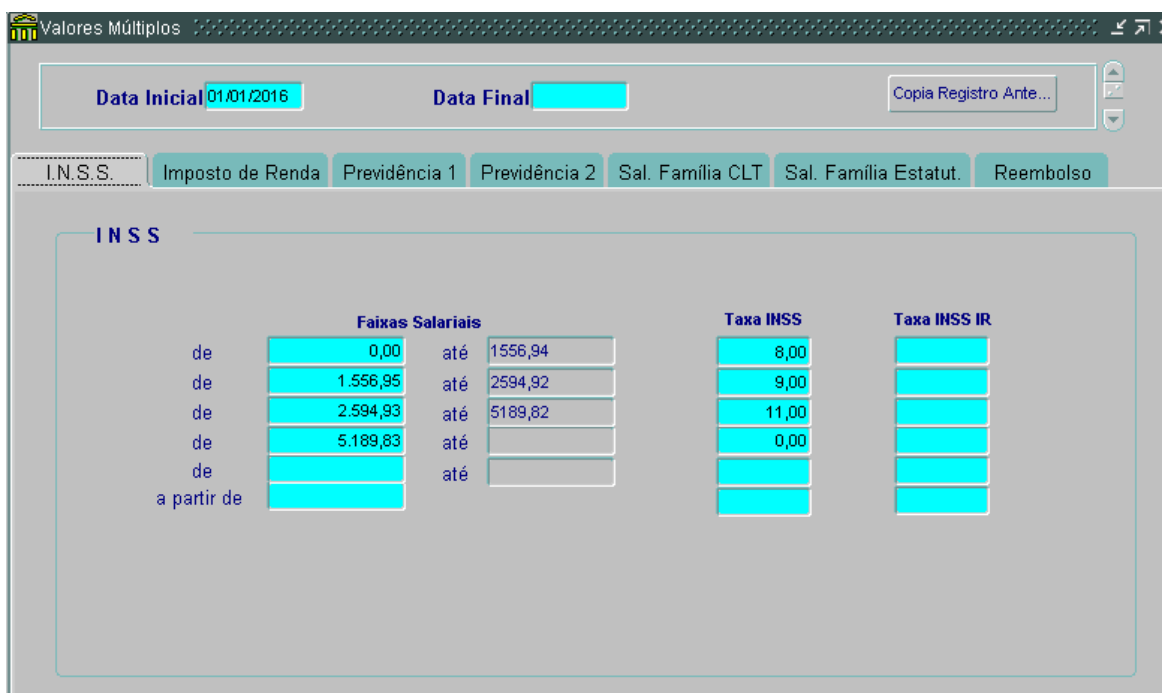 Valores Múltiplos
Data Inicial 01/01/2016 Data Final Copia Registro Ante...
I.N.S.S. Imposto de Renda Previdência 1 Previdência 2 Sal. Família CLT Sal. Família Estatut. Reembolso
I N S S
Faixas Salariais Taxa INSS Taxa INSS IR
de 0,00 até 1556,94 8,00
de 1.556,95 até 2594,92 9,00
de 2.594,93 até 5189,82 11,00
de 5.189,83 até 0,00
de até
a partir de